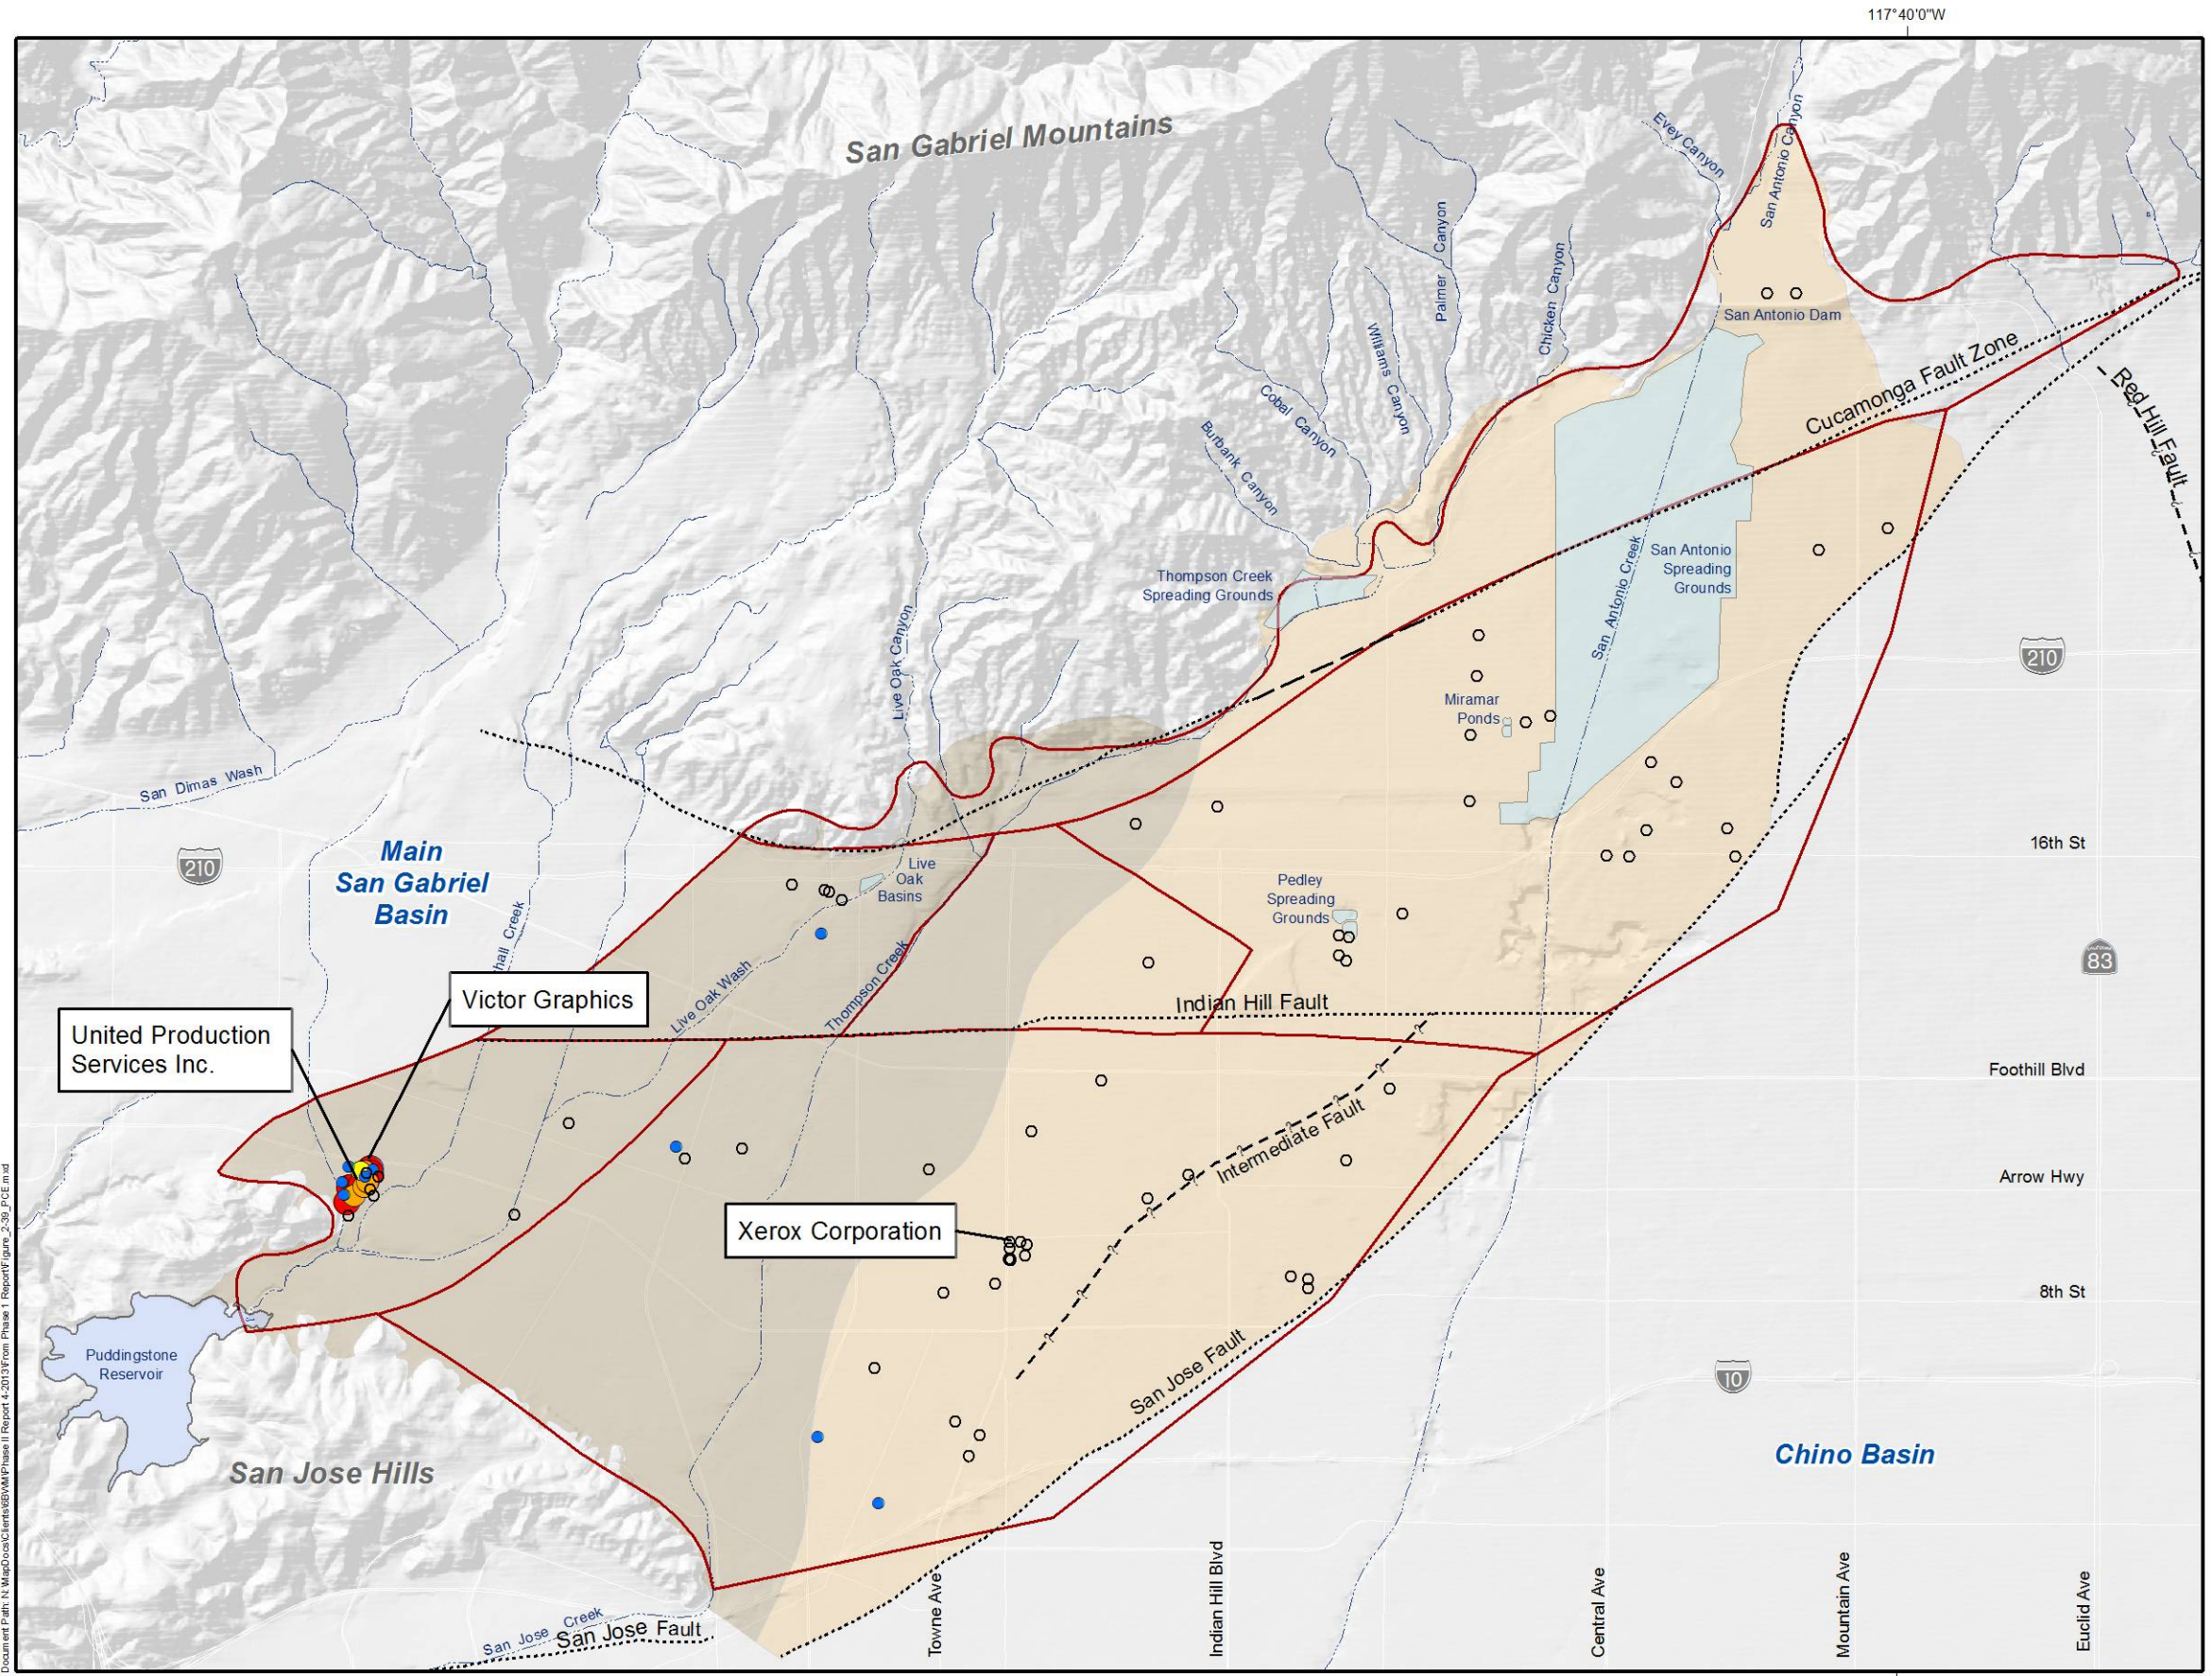 117°40'0"W
San Gabriel Mountains
Evey Canyon
San Antonio Canyon
Palmer Canyon
Chicken Canyon
Williams Canyon
Cobal Canyon
Burbank Canyon
San Antonio Dam
Cucamonga Fault Zone
Red Hill Fault
San Antonio Creek
San Antonio
Spreading
Grounds
Thompson Creek
Spreading Grounds
Live Oak Canyon
210
Miramar
Ponds
San Dimas Wash
210
Main
San Gabriel
Basin
16th St
Live
Oak
Basins
Pedley
Spreading
Grounds
hall Creek
Live Oak Wash
Thompson Creek
83
Victor Graphics
Indian Hill Fault
United Production
Services Inc.
Foothill Blvd
Intermediate Fault
Arrow Hwy
Xerox Corporation
8th St
Puddingstone
Reservoir
San Jose Fault
10
San Jose Hills
Chino Basin
Towne Ave
Indian Hill Blvd
Central Ave
Mountain Ave
Euclid Ave
San Jose Creek
San Jose Fault